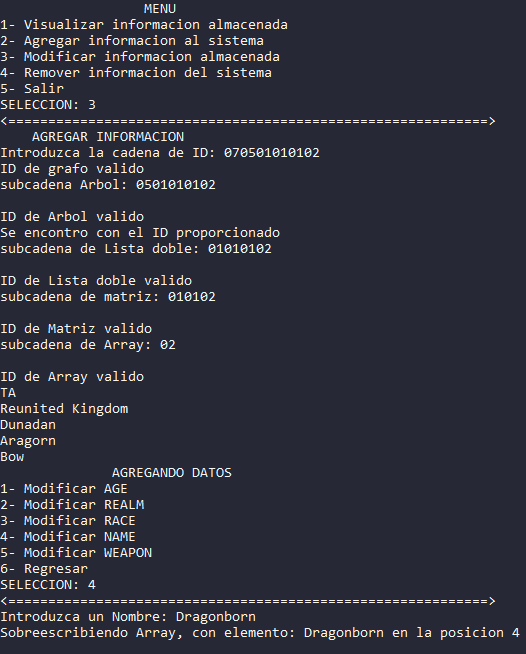 MENU
1- Visualizar informacion almacenada
2- Agregar informacion al sistema
3- Modificar informacion almacenada
4- Remover informacion del sistema
5- Salir
SELECCION: 3
<============================================================>
AGREGAR INFORMACION
Introduzca la cadena de ID: 070501010102
ID de grafo valido
subcadena Arbol: 0501010102
ID de Arbol valido
Se encontro con el ID proporcionado
subcadena de Lista doble: 01010102
ID de Lista doble valido
subcadena de matriz: 010102
ID de Matriz valido
subcadena de Array: 02
ID de Array valido
TA
Reunited Kingdom
Dunadan
Aragorn
Bow
AGREGANDO DATOS
1- Modificar AGE
2- Modificar REALM
3- Modificar RACE
4- Modificar NAME
5- Modificar WEAPON
6- Regresar
SELECCION: 4
<============================================================>
Introduzca un Nombre: Dragonborn
Sobreescribiendo Array, con elemento: Dragonborn en la posicion 4